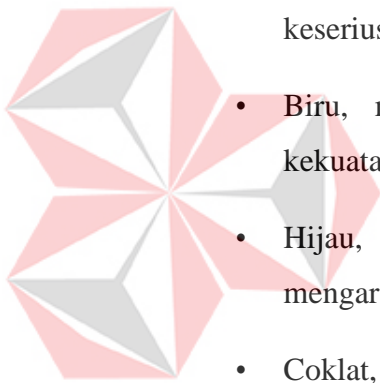 keserius
• Biru, n
kekuata
• Hijau,
mengar
• Coklat,